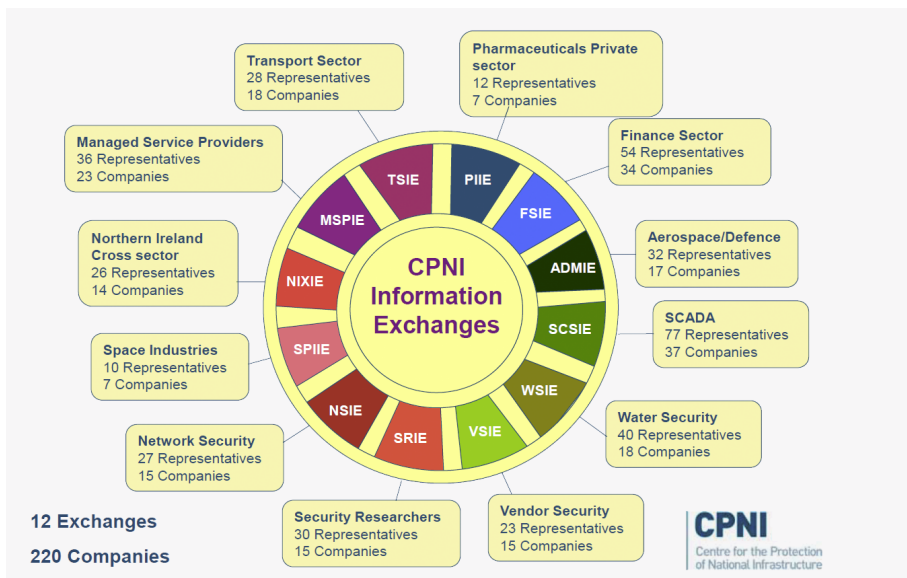 Pharmaceuticals Private
sector
12 Representatives
7 Companies
Transport Sector
28 Representatives
18 Companies
Finance Sector
54 Representatives
34 Companies
Managed Service Providers
36 Representatives
23 Companies
Northern Ireland
Cross sector
26 Representatives
14 Companies
Aerospace/Defence
32 Representatives
17 Companies
SCADA
77 Representatives
37 Companies
Space Industries
10 Representatives
7 Companies
Water Security
40 Representatives
18 Companies
Network Security
27 Representatives
15 Companies
Vendor Security
23 Representatives
15 Companies
Security Researchers
30 Representatives
15 Companies
TSIE
PIIE
FSIE
ADMIE
SCSIE
WSIE
VSIE
SRIE
NSIE
SPIIE
NIXIE
MSPIE
CPNI
Information
Exchanges
12 Exchanges
220 Companies
CPNI
Centre for the Protection
of National Infrastructure